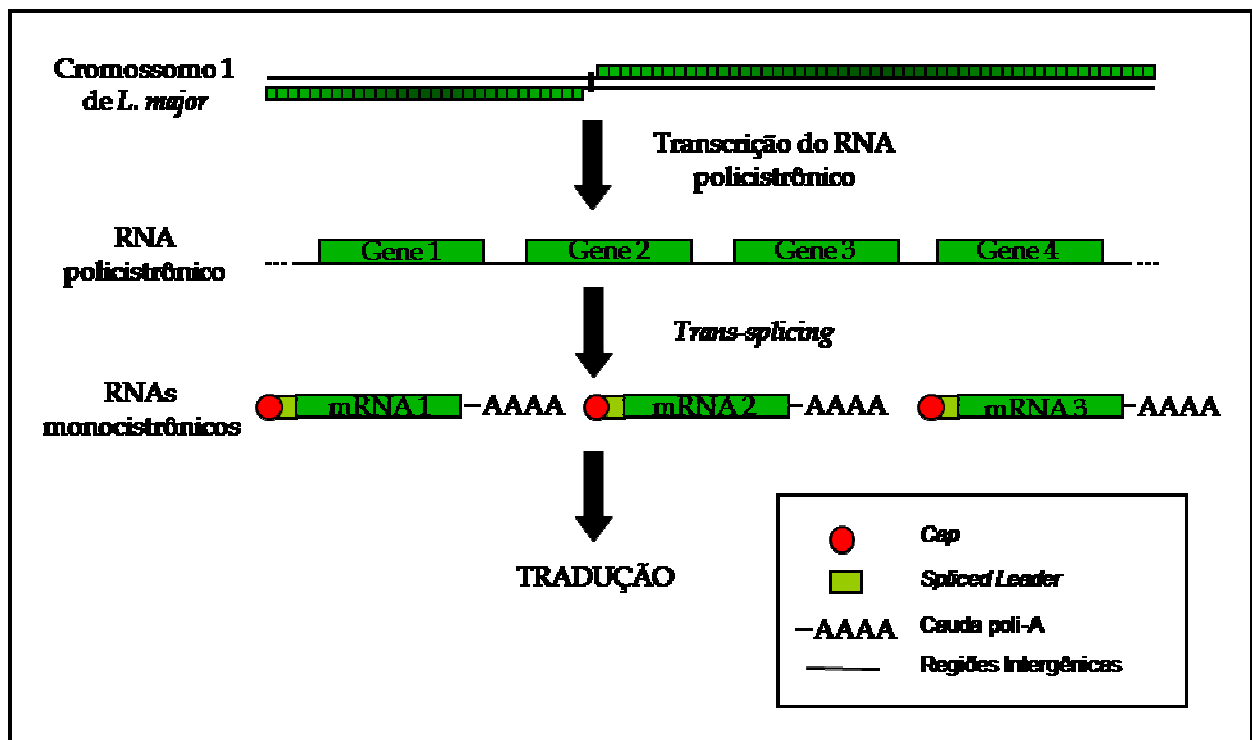 Cromossomo 1
de L. major
Transcrição do RNA
policistrônico
RNA
policistrônico
Gene 1
Gene 2
Gene 3
Gene 4
Trans-splicing
RNAs
monocistrônicos
mRNA 1
–AAAA
mRNA 2
–AAAA
mRNA 3
–AAAA
TRADUÇÃO
Cap
Spliced Leader
–AAAA Cauda poli-A
Regiões Intergênicas